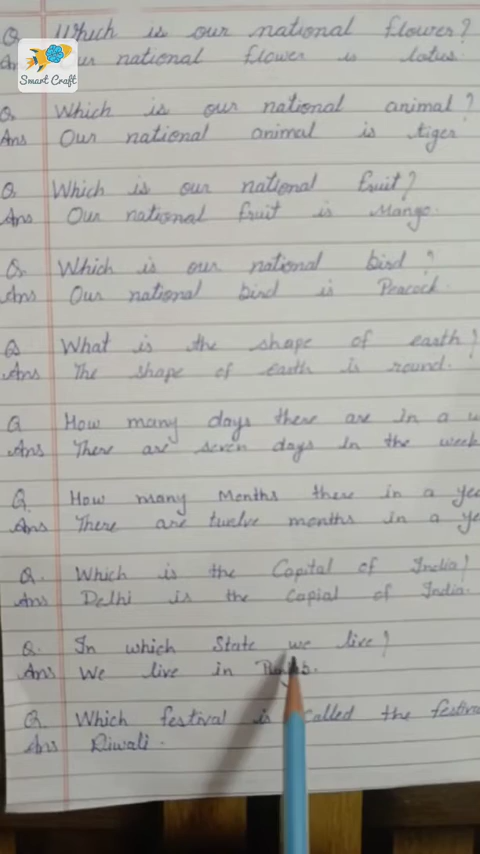 Q Which is our national flower?
Smart Craft
Ans Our national flower is lotus.
Q. Which is our national animal?
Ans Our national animal is tiger
Q. Which is our national fruit?
Ans Our national fruit is Mango.
Q. Which is our national bird?
Ans Our national bird is Peacock.
Q What is the shape of earth?
Ans The shape of earth is round.
Q How many days there are in a
Ans There are seven days in the week
Q. How many Months there in a
Ans There are twelve months in a
Q. Which is the Capital of India?
Ans Delhi is the Capial of India.
Q. In which State we live?
Ans We live in
Q. Which festival is called the
Ans Diwali.